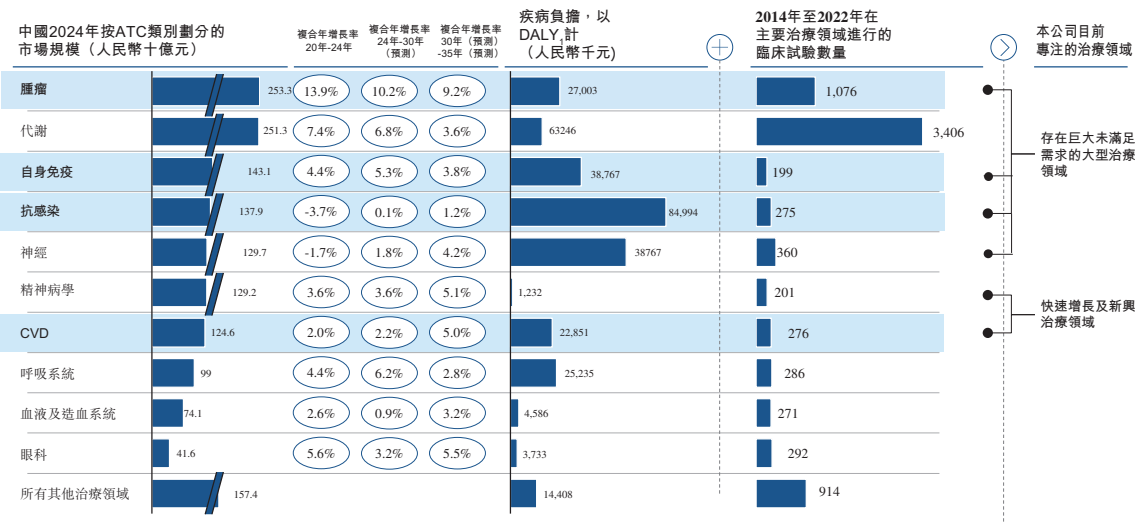 中國2024年按ATC類別劃分的
市場規模（人民幣十億元）
複合年增長率
20年-24年
複合年增長率
24年-30年
（預測）
複合年增長率
30年（預測）
-35年（預測）
疾病負擔，以
DALY1計
（人民幣千元)
2014年至2022年在
主要治療領域進行的
臨床試驗數量
本公司目前
專注的治療領域
腫瘤 253.3 13.9% 10.2% 9.2% 27,003 1,076
代謝 251.3 7.4% 6.8% 3.6% 63246 3,406
自身免疫 143.1 4.4% 5.3% 3.8% 38,767 199
抗感染 137.9 -3.7% 0.1% 1.2% 84,994 275
神經 129.7 -1.7% 1.8% 4.2% 38767 360
精神病學 129.2 3.6% 3.6% 5.1% 1,232 201
CVD 124.6 2.0% 2.2% 5.0% 22,851 276
呼吸系統 99 4.4% 6.2% 2.8% 25,235 286
血液及造血系統 74.1 2.6% 0.9% 3.2% 4,586 271
眼科 41.6 5.6% 3.2% 5.5% 3,733 292
所有其他治療領域 157.4 14,408 914
存在巨大未滿足
需求的大型治療
領域
快速增長及新興
治療領域